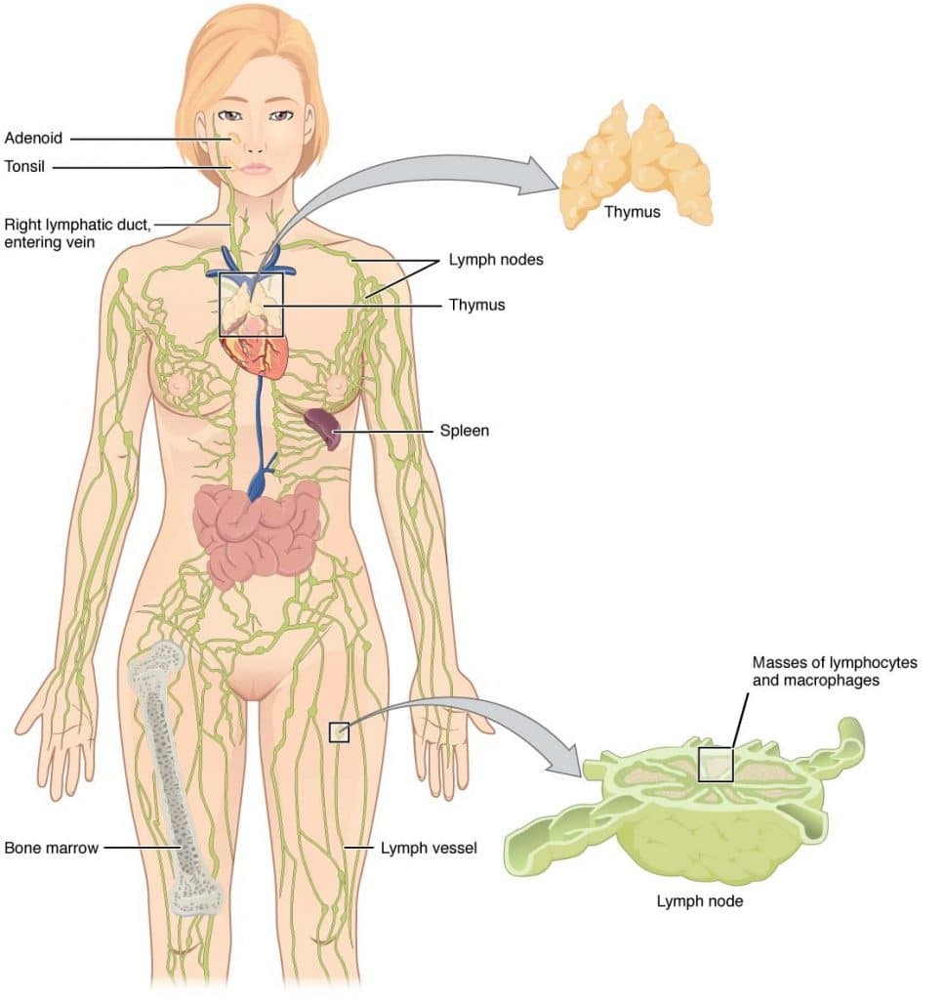 Adenoid
Tonsil
Right lymphatic duct,
entering vein
Thymus
Lymph nodes
Thymus
Spleen
Masses of lymphocytes
and macrophages
Bone marrow
Lymph vessel
Lymph node